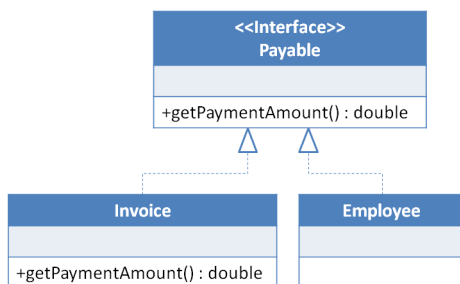 <<Interface>>
Payable
+getPaymentAmount() : double
Invoice
Employee
+getPaymentAmount() : double